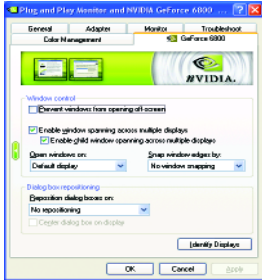 Plug and Play Monitor and NVIDIA GeForce 6800 ...
General Adapter Monitor Troubleshoot
Color Management GeForce 6800
NVIDIA.
Window control
Prevent windows from opening off-screen
Enable window spanning across multiple displays
Enable child window spanning across multiple displays
Open windows on: Snap window edges by:
Default display No window snapping
Dialog box repositioning
Reposition dialog boxes on:
No repositioning
Center dialog box on display
Identify Displays
OK Cancel Apply